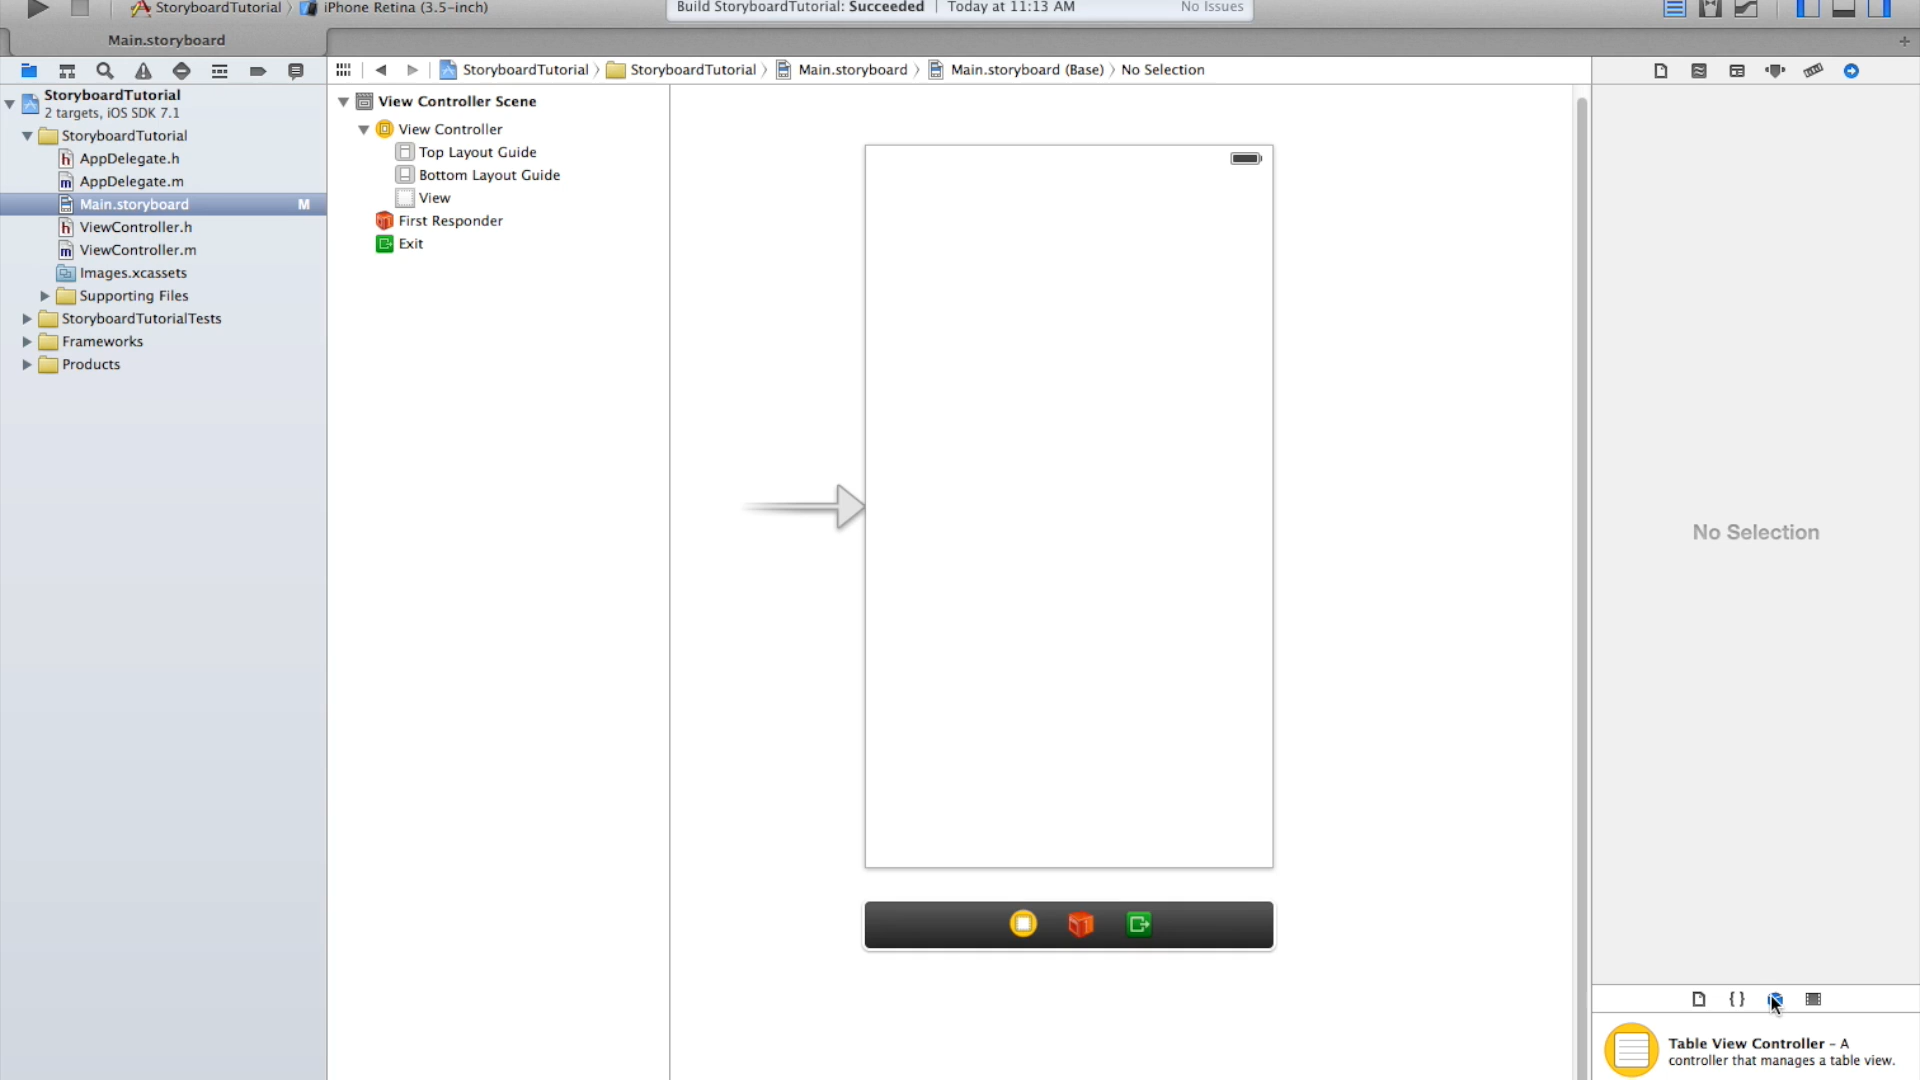 StoryboardTutorial 〉 iPhone Retina (3.5-inch)
Build StoryboardTutorial: Succeeded | Today at 11:13 AM
No Issues
Main.storyboard
StoryboardTutorial 〉 StoryboardTutorial 〉 Main.storyboard 〉 Main.storyboard (Base) 〉 No Selection
StoryboardTutorial
2 targets, iOS SDK 7.1
StoryboardTutorial
AppDelegate.h
AppDelegate.m
Main.storyboard M
ViewController.h
ViewController.m
Images.xcassets
Supporting Files
StoryboardTutorialTests
Frameworks
Products
View Controller Scene
View Controller
Top Layout Guide
Bottom Layout Guide
View
First Responder
Exit
No Selection
Table View Controller – A
controller that manages a table view.